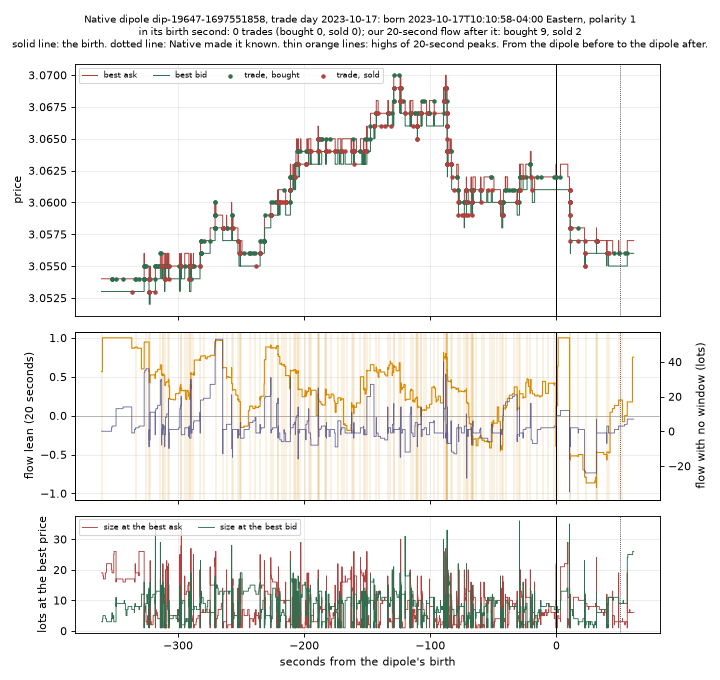 Native dipole dip-19647-1697551858, trade day 2023-10-17: born 2023-10-17T10:10:58-04:00 Eastern, polarity 1
in its birth second: 0 trades (bought 0, sold 0); our 20-second flow after it: bought 9, sold 2
solid line: the birth. dotted line: Native made it known. thin orange lines: highs of 20-second peaks. From the dipole before to the dipole after.
best ask
best bid
trade, bought
trade, sold
3.0700
3.0675
3.0650
3.0625
3.0600
3.0575
3.0550
3.0525
price
1.0
0.5
0.0
−0.5
−1.0
flow lean (20 seconds)
40
20
0
−20
flow with no window (lots)
size at the best ask
size at the best bid
30
20
10
0
lots at the best price
−300
−200
−100
0
seconds from the dipole's birth